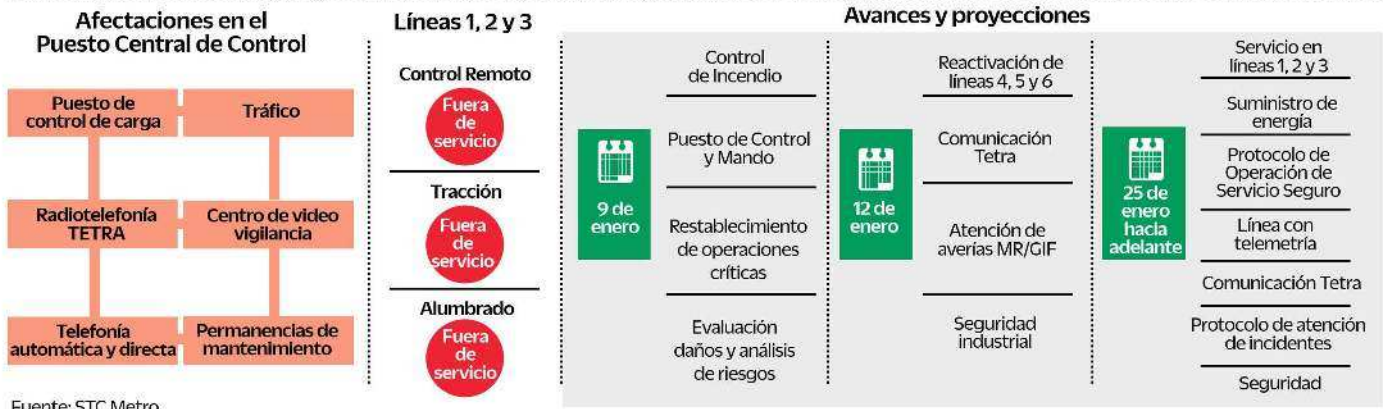 Afectaciones en el
Puesto Central de Control
Puesto de
control de carga
Tráfico
Radiotelefonía
TETRA
Centro de video
vigilancia
Telefonía
automática y directa
Permanencias de
mantenimiento
Líneas 1, 2 y 3
Control Remoto
Fuera
de
servicio
Tracción
Fuera
de
servicio
Alumbrado
Fuera
de
servicio
Avances y proyecciones
9 de
enero
Control
de Incendio
Puesto de Control
y Mando
Restablecimiento
de operaciones
críticas
Evaluación
daños y análisis
de riesgos
12 de
enero
Reactivación de
líneas 4, 5 y 6
Comunicación
Tetra
Atención de
averías MR/GIF
Seguridad
industrial
25 de
enero
hacia
adelante
Servicio en
líneas 1, 2 y 3
Suministro de
energía
Protocolo de
Operación de
Servicio Seguro
Línea con
telemetría
Comunicación Tetra
Protocolo de atención
de incidentes
Seguridad
Fuente: STC Metro